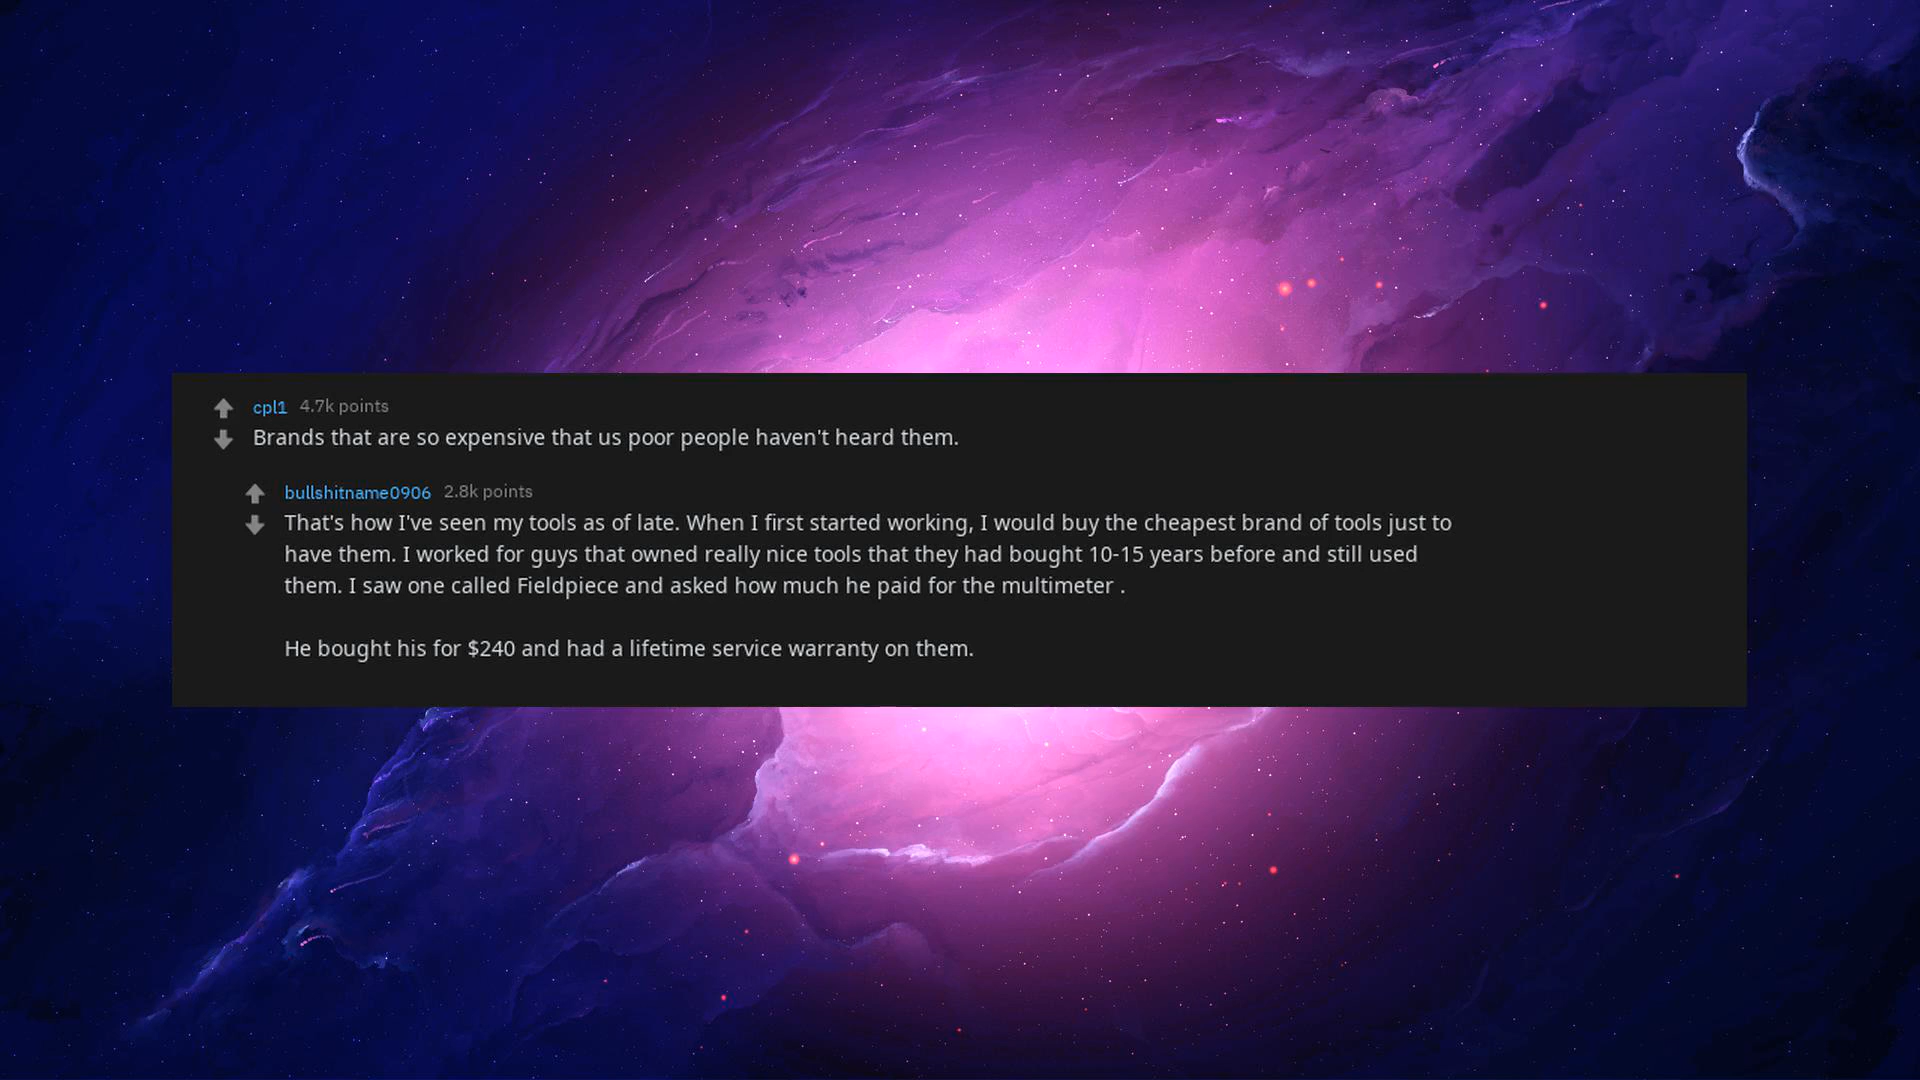 cpl1 4.7k points
Brands that are so expensive that us poor people haven't heard them.
bullshitname0906 2.8k points
That's how I've seen my tools as of late. When I first started working, I would buy the cheapest brand of tools just to
have them. I worked for guys that owned really nice tools that they had bought 10-15 years before and still used
them. I saw one called Fieldpiece and asked how much he paid for the multimeter .
He bought his for $240 and had a lifetime service warranty on them.